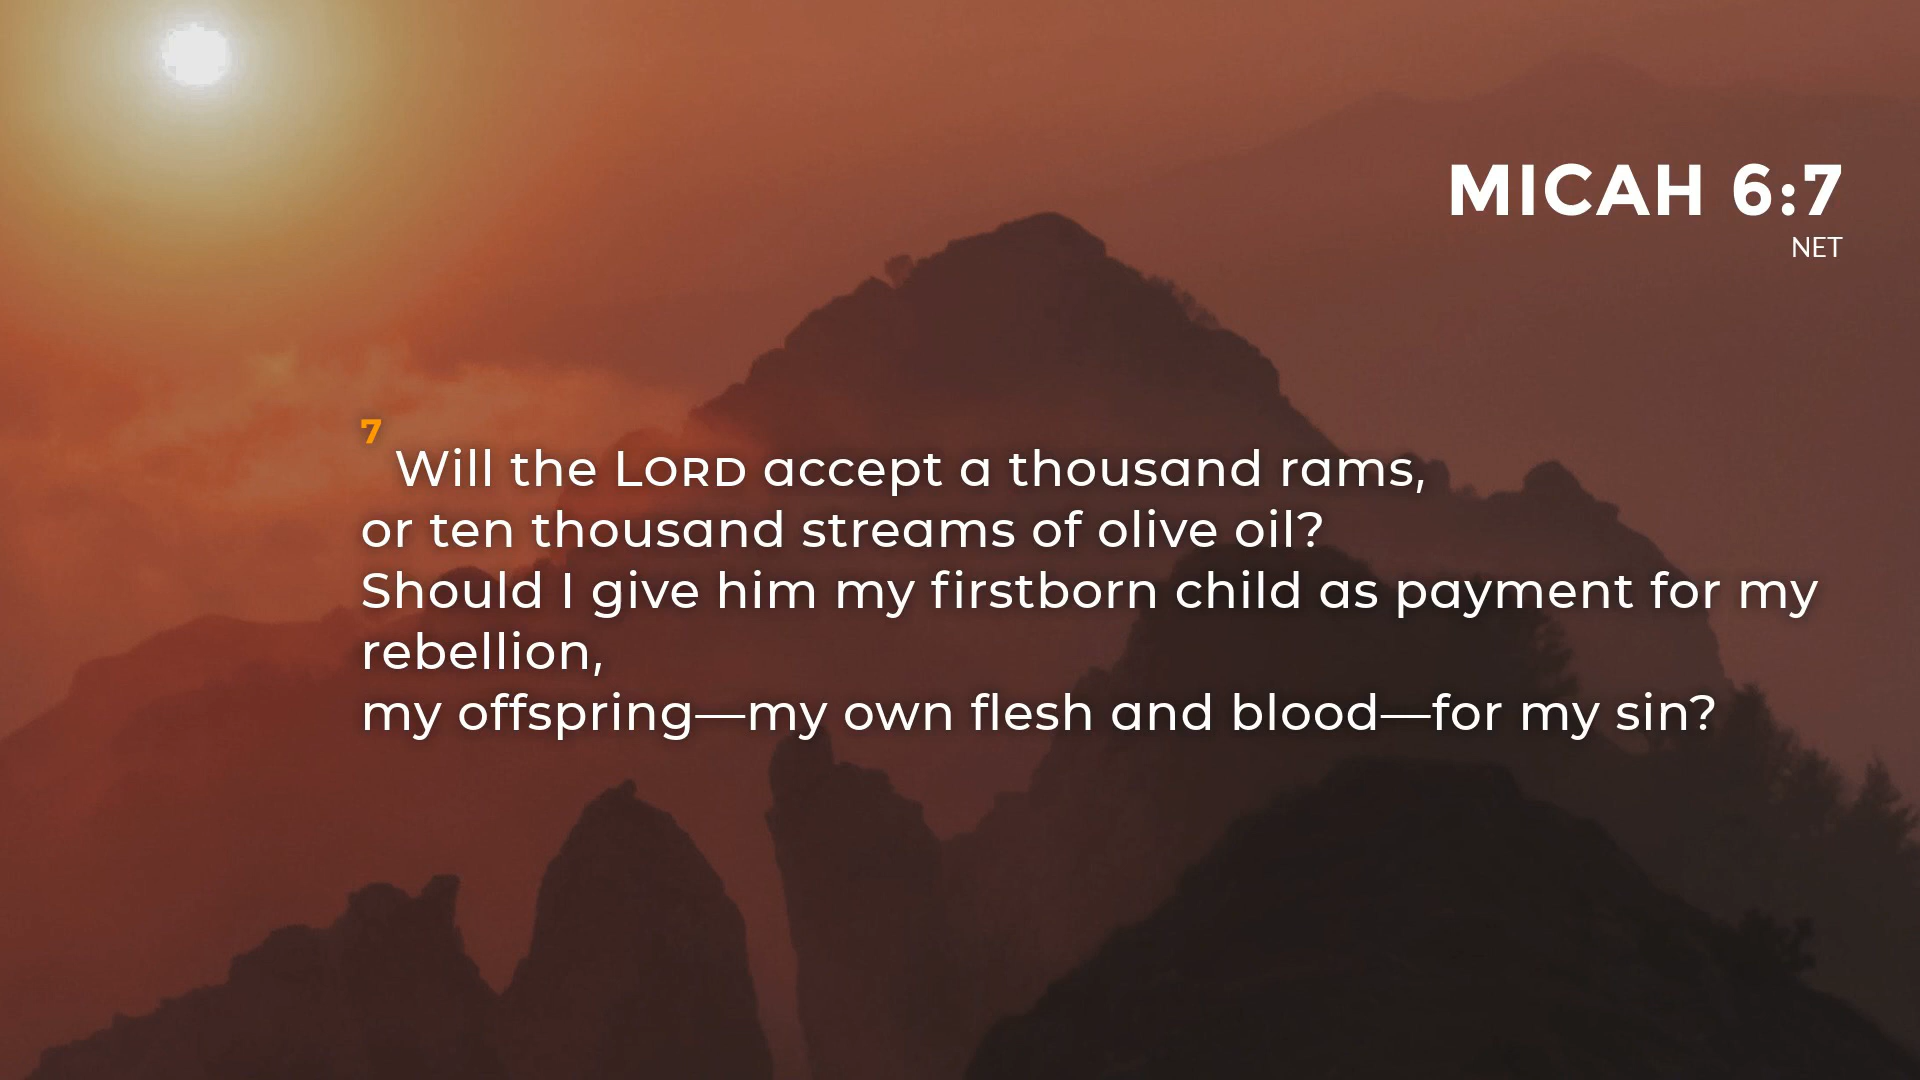 MICAH 6:7
NET
7 Will the LORD accept a thousand rams,
or ten thousand streams of olive oil?
Should I give him my firstborn child as payment for my
rebellion,
my offspring—my own flesh and blood—for my sin?